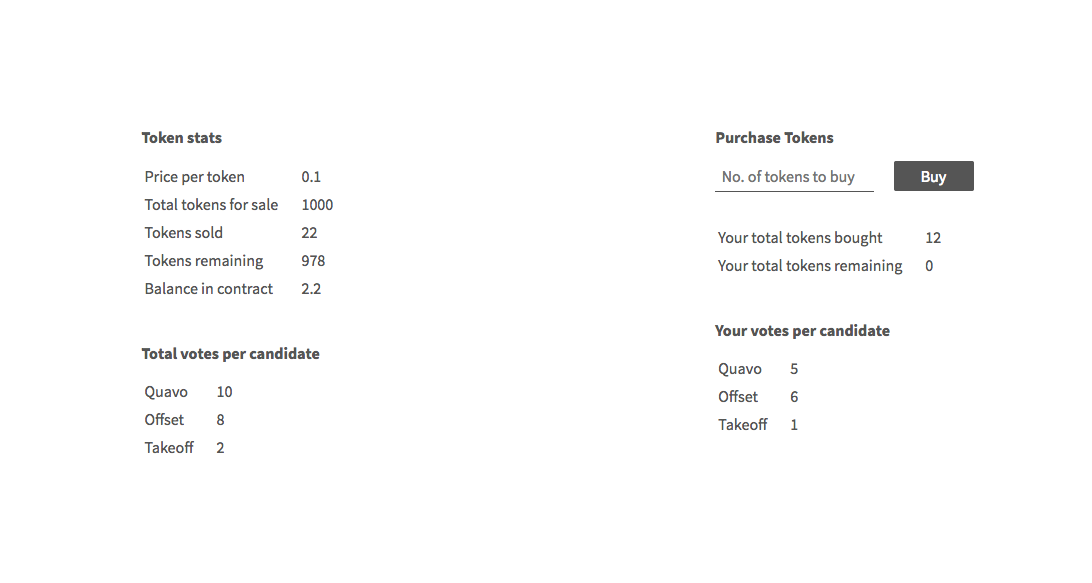 Token stats
Price per token 0.1
Total tokens for sale 1000
Tokens sold 22
Tokens remaining 978
Balance in contract 2.2
Total votes per candidate
Quavo 10
Offset 8
Takeoff 2
Purchase Tokens
No. of tokens to buy Buy
Your total tokens bought 12
Your total tokens remaining 0
Your votes per candidate
Quavo 5
Offset 6
Takeoff 1